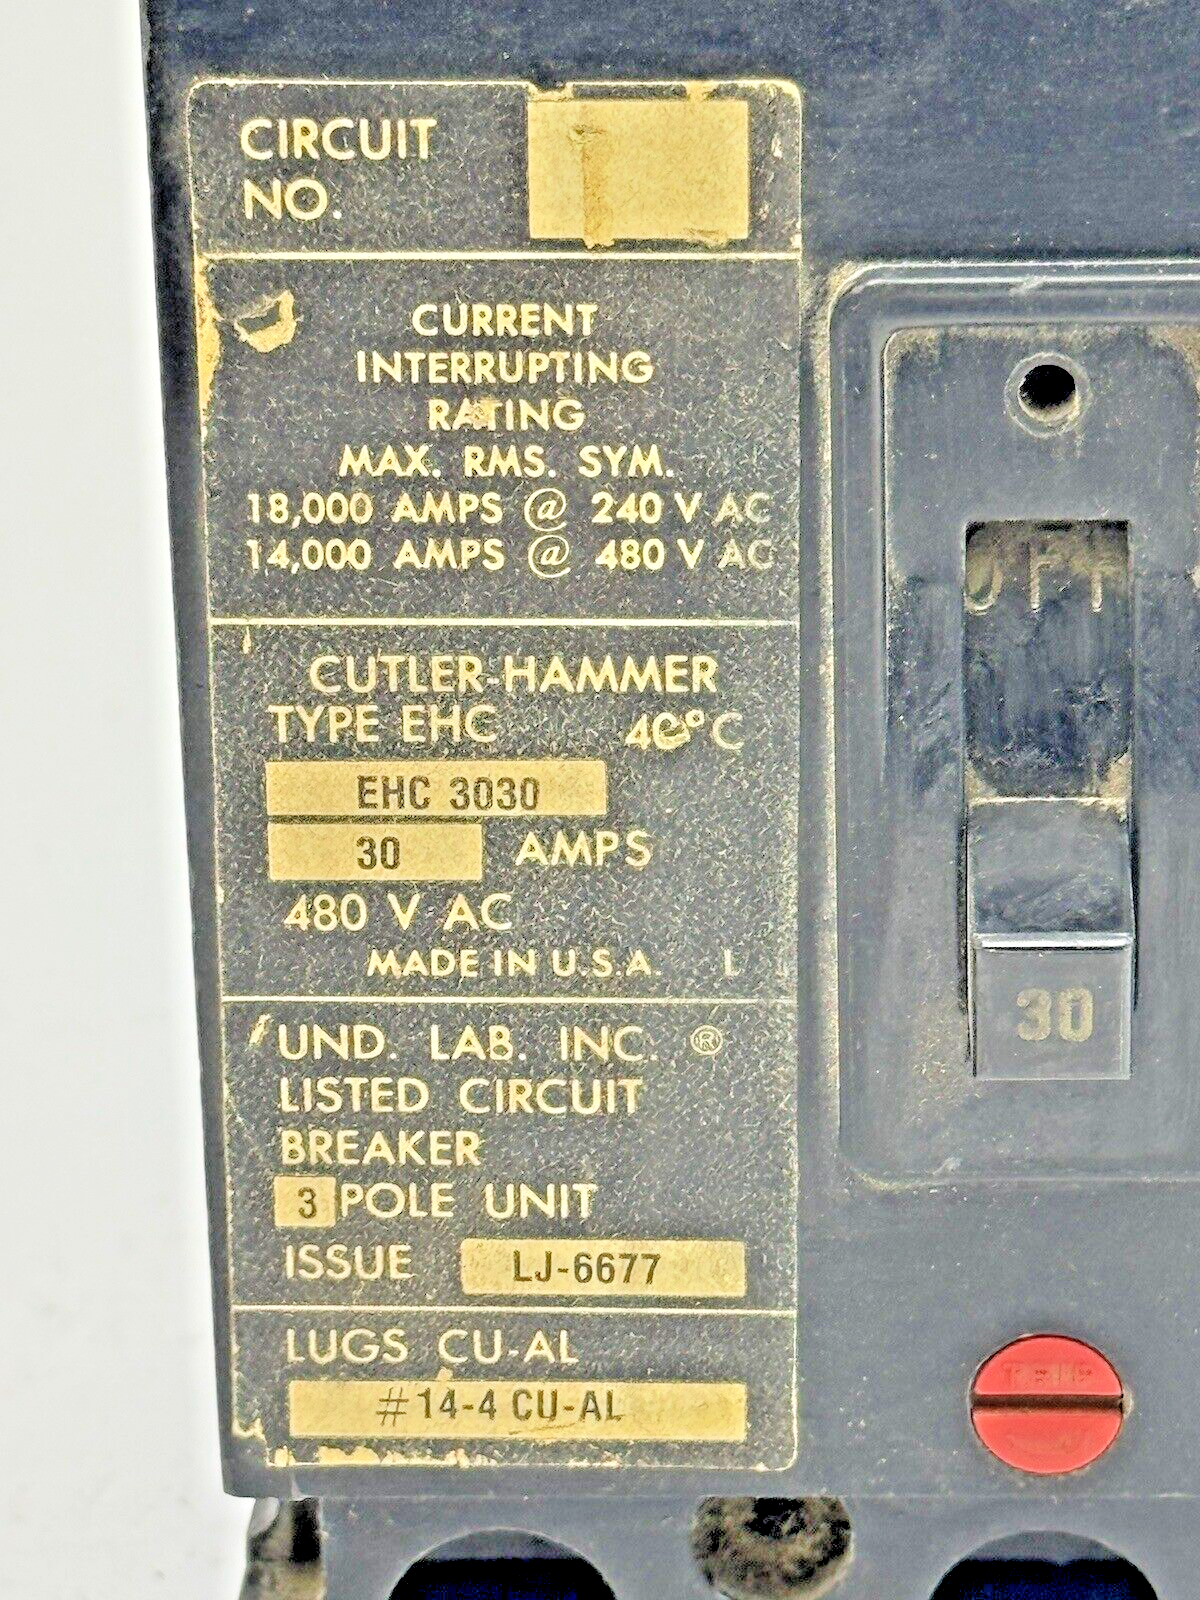 CIRCUIT
NO.
CURRENT
INTERRUPTING
RATING
MAX. RMS. SYM.
18,000 AMPS @ 240 V AC
14,000 AMPS @ 480 V AC
CUTLER-HAMMER
TYPE EHC 40°C
EHC 3030
30 AMPS
480 V AC
MADE IN U.S.A. L
UND. LAB. INC. ®
LISTED CIRCUIT
BREAKER
3 POLE UNIT
ISSUE LJ-6677
LUGS CU-AL
#14-4 CU-AL
OFF
30